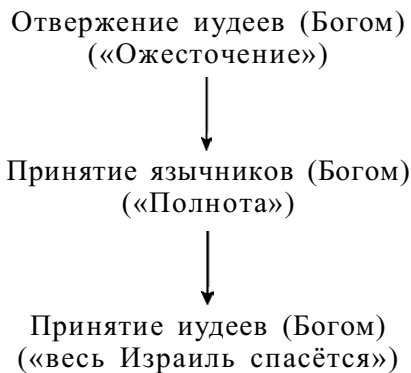 Отвержение иудеев (Богом)
(«Ожесточение»)
Принятие язычников (Богом)
(«Полнота»)
Принятие иудеев (Богом)
(«весь Израиль спасётся»)